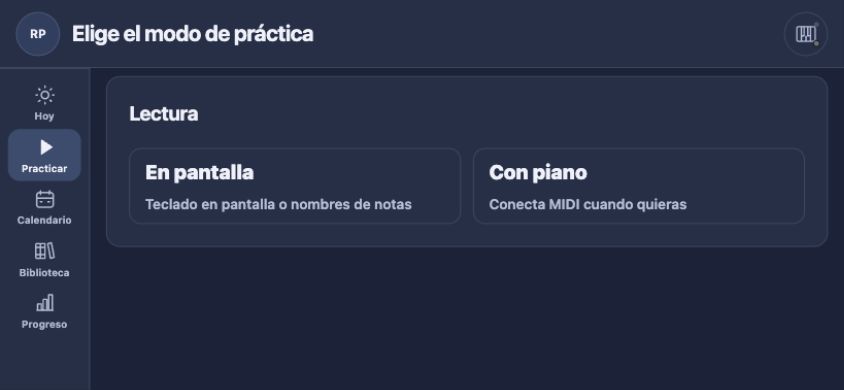 RP
Elige el modo de práctica
Hoy
Practicar
Calendario
Biblioteca
Progreso
Lectura
En pantalla
Teclado en pantalla o nombres de notas
Con piano
Conecta MIDI cuando quieras